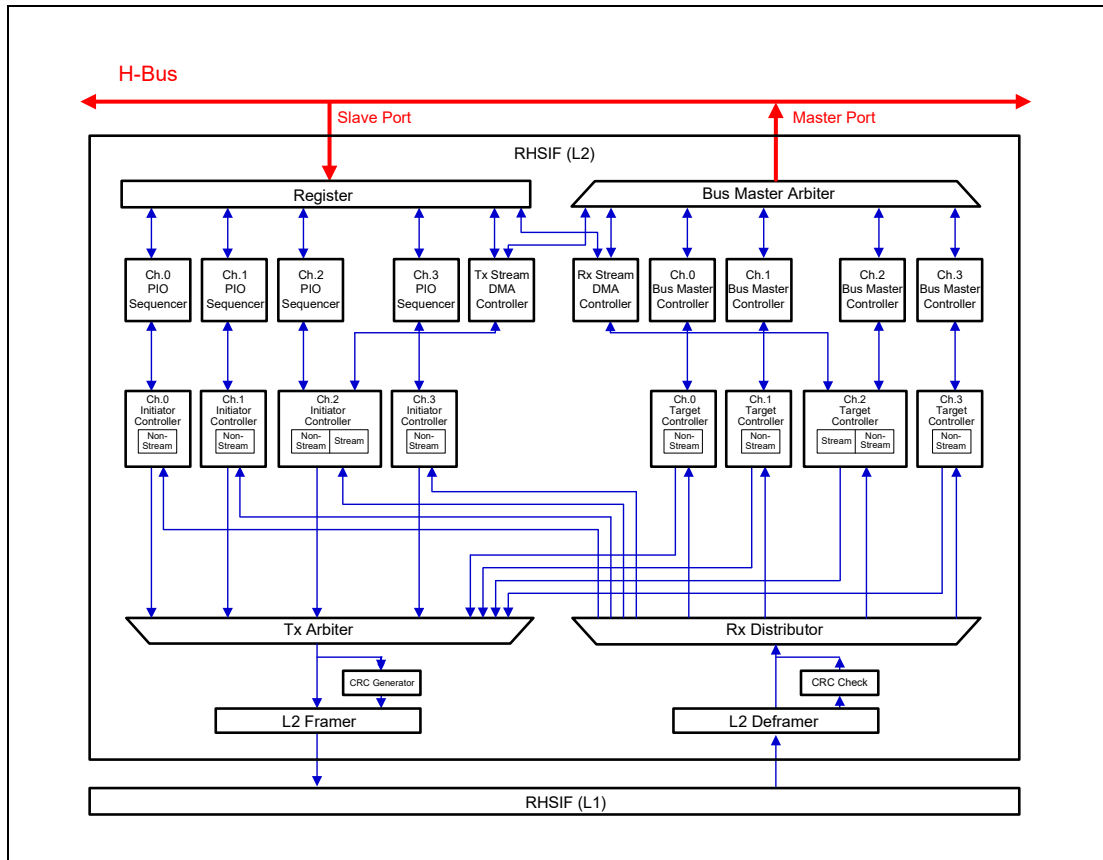 H-Bus
Slave Port
Master Port
RHSIF (L2)
Register
Bus Master Arbiter
Ch.0
PIO
Sequencer
Ch.1
PIO
Sequencer
Ch.2
PIO
Sequencer
Ch.3
PIO
Sequencer
Tx Stream
DMA
Controller
Rx Stream
DMA
Controller
Ch.0
Bus Master
Controller
Ch.1
Bus Master
Controller
Ch.2
Bus Master
Controller
Ch.3
Bus Master
Controller
Ch.0
Initiator
Controller
Non-
Stream
Ch.1
Initiator
Controller
Non-
Stream
Ch.2
Initiator
Controller
Non-
Stream
Stream
Ch.3
Initiator
Controller
Non-
Stream
Ch.0
Target
Controller
Non-
Stream
Ch.1
Target
Controller
Non-
Stream
Ch.2
Target
Controller
Stream
Non-
Stream
Ch.3
Target
Controller
Non-
Stream
Tx Arbiter
Rx Distributor
CRC Generator
CRC Check
L2 Framer
L2 Deframer
RHSIF (L1)